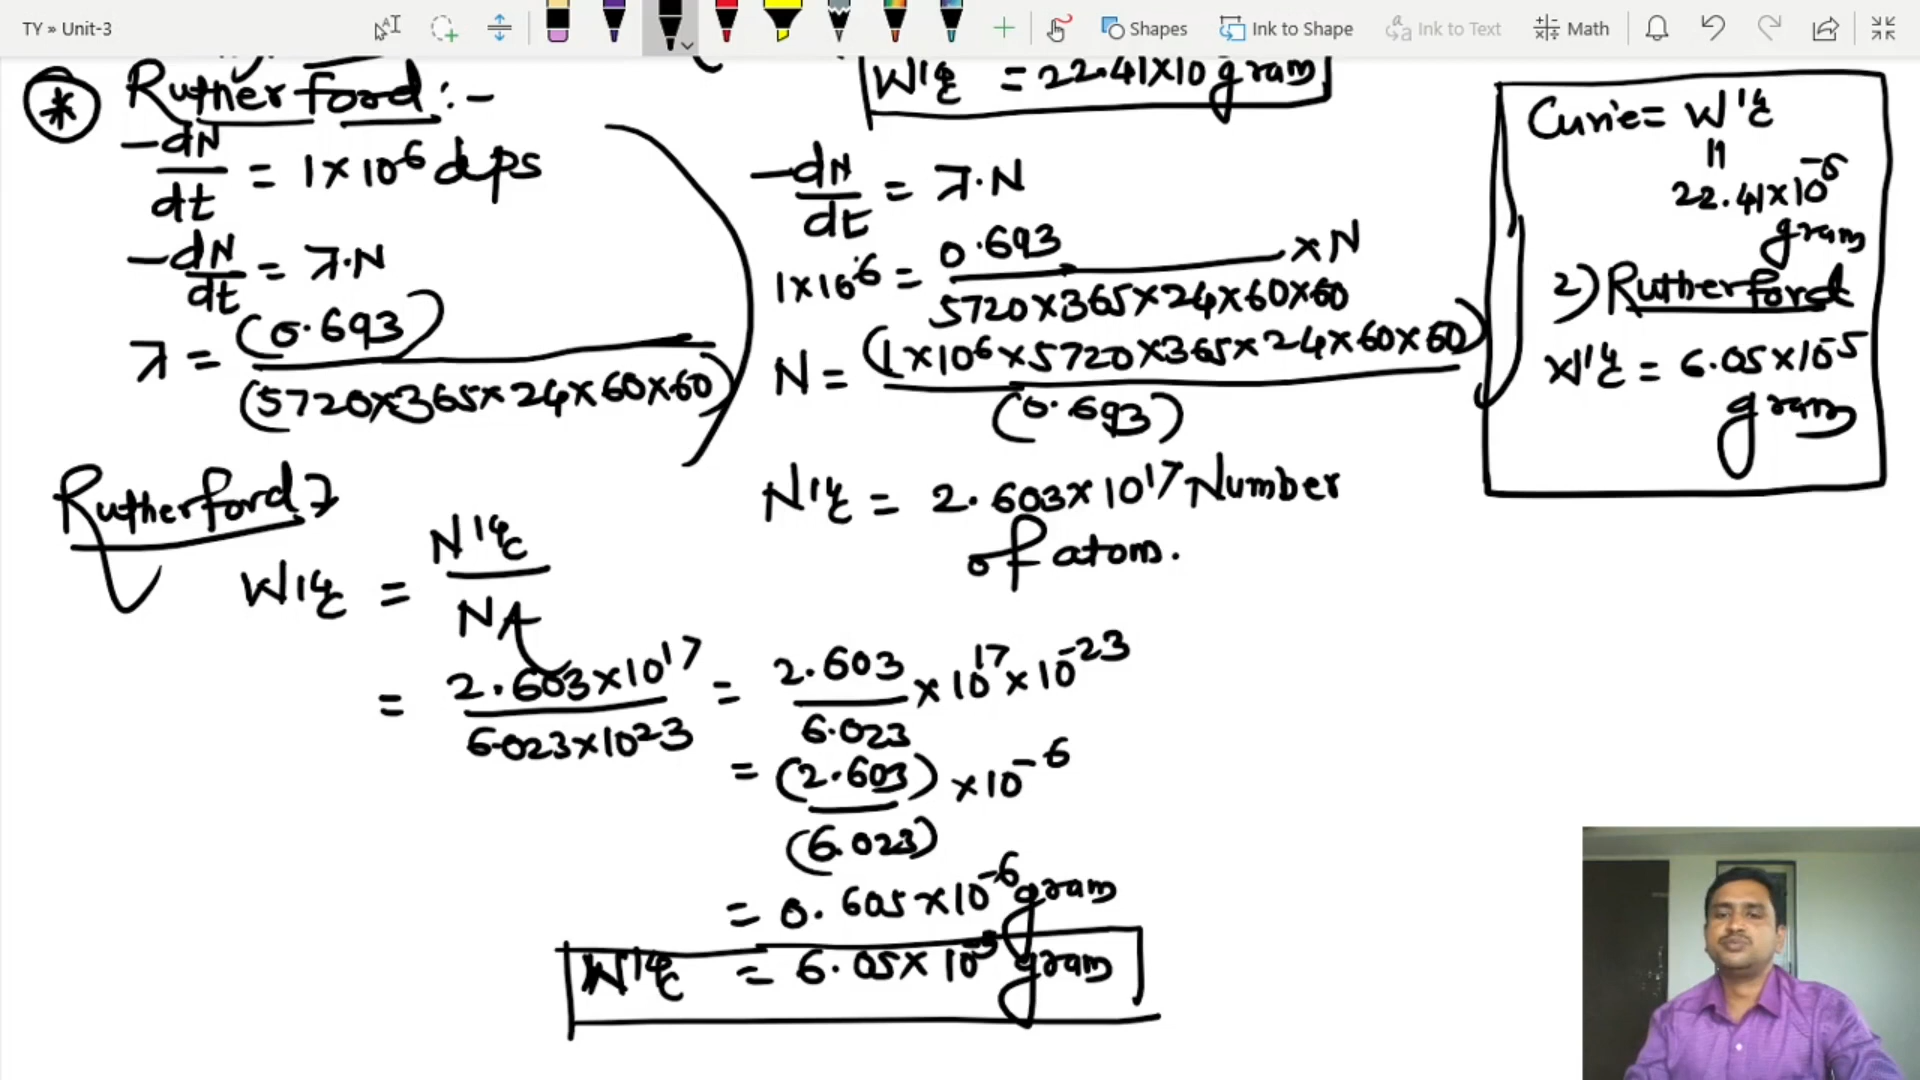 TY » Unit-3
Shapes
Ink to Shape
Ink to Text
Math
* Rutherford :-
-dN/dt = 1×10^6 dps
-dN/dt = λ·N
λ = (0.693) / (5720×365×24×60×60)
W14C = 22.41×10 gram
-dN/dt = λ·N
1×10^6 = 0.693 / 5720×365×24×60×60 × N
N = (1×10^6×5720×365×24×60×60) / (0.693)
N14C = 2.603×10^17 Number
of atom.
Curie = W14C
=
22.41×10^-5
gram
2) Rutherford
W14C = 6.05×10^-5
gram
Rutherford
W14C = N14C / NA
= 2.603×10^17 / 6.023×10^23 = 2.603 / 6.023 ×10^17×10^-23
= (2.603) / (6.023) ×10^-6
= 0.605×10^-6 gram
W14C = 6.05×10^-5 gram